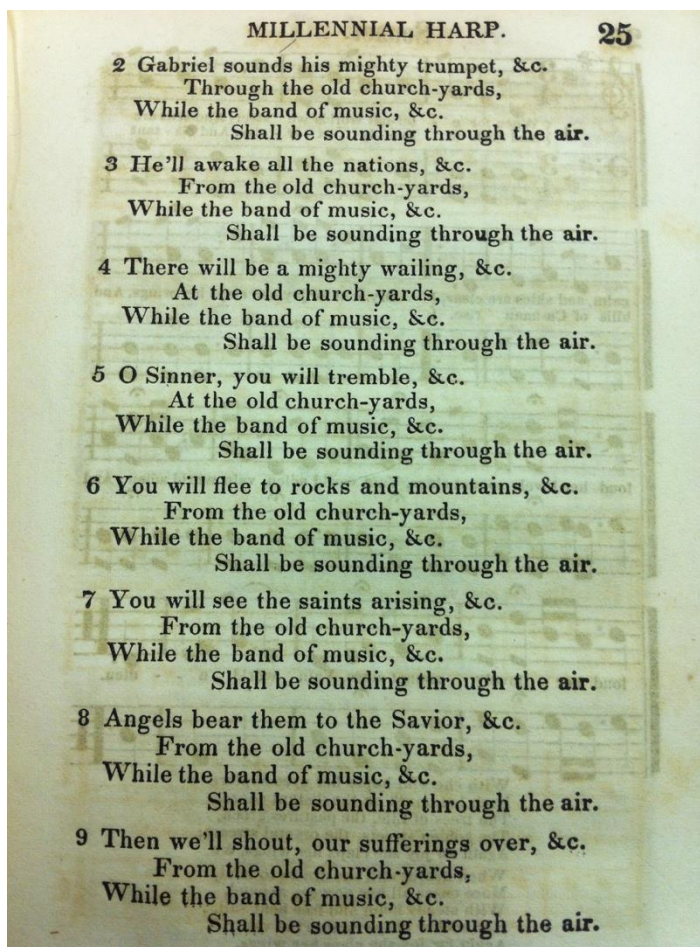 MILLENNIAL HARP. 25
2 Gabriel sounds his mighty trumpet, &c.
Through the old church-yards,
While the band of music, &c.
Shall be sounding through the air.
3 He'll awake all the nations, &c.
From the old church-yards,
While the band of music, &c.
Shall be sounding through the air.
4 There will be a mighty wailing, &c.
At the old church-yards,
While the band of music, &c.
Shall be sounding through the air.
5 O Sinner, you will tremble, &c.
At the old church-yards,
While the band of music, &c.
Shall be sounding through the air.
6 You will flee to rocks and mountains, &c.
From the old church-yards,
While the band of music, &c.
Shall be sounding through the air.
7 You will see the saints arising, &c.
From the old church-yards,
While the band of music, &c.
Shall be sounding through the air.
8 Angels bear them to the Savior, &c.
From the old church-yards,
While the band of music, &c.
Shall be sounding through the air.
9 Then we'll shout, our sufferings over, &c.
From the old church-yards,
While the band of music, &c.
Shall be sounding through the air.